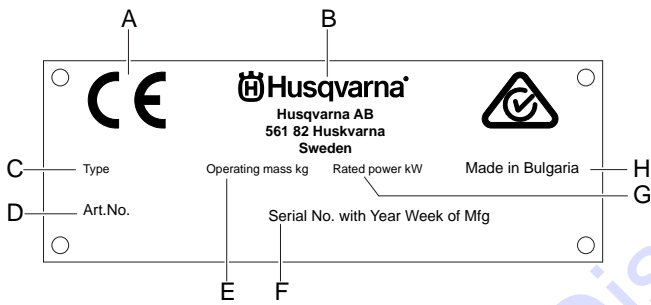 A B
CE Husqvarna
Husqvarna AB
561 82 Huskvarna
Sweden
C Type Operating mass kg Rated power kW Made in Bulgaria H
G
D Art.No. Serial No. with Year Week of Mfg
E F